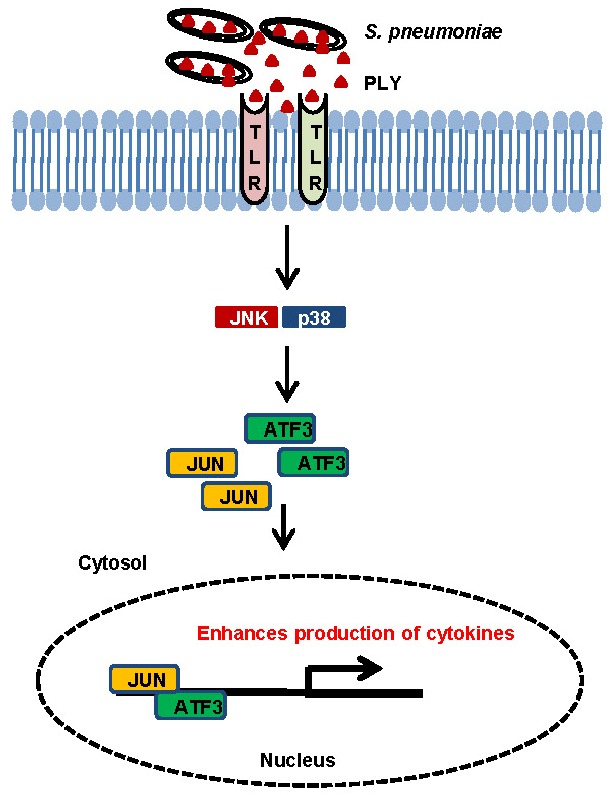 S. pneumoniae
PLY
TLR TLR
JNK p38
ATF3
JUN ATF3
JUN
Cytosol
Enhances production of cytokines
JUN
ATF3
Nucleus